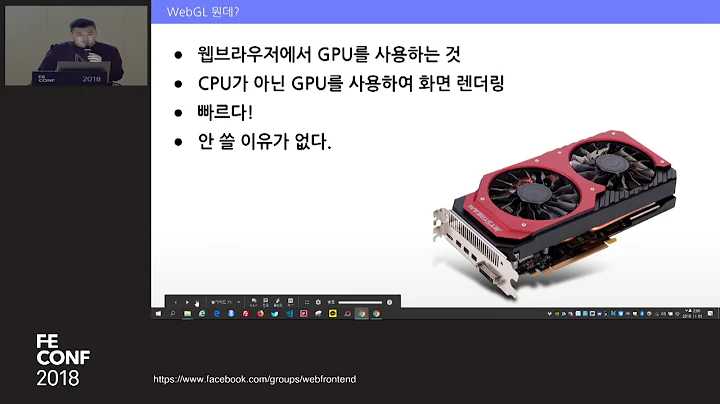 WebGL 뭔데?
• 웹브라우저에서 GPU를 사용하는 것
• CPU가 아닌 GPU를 사용하여 화면 렌더링
• 빠르다!
• 안 쓸 이유가 없다.
JETSTREAM
FE
CONF
2018
FE
CONF
2018
https://www.facebook.com/groups/webfrontend